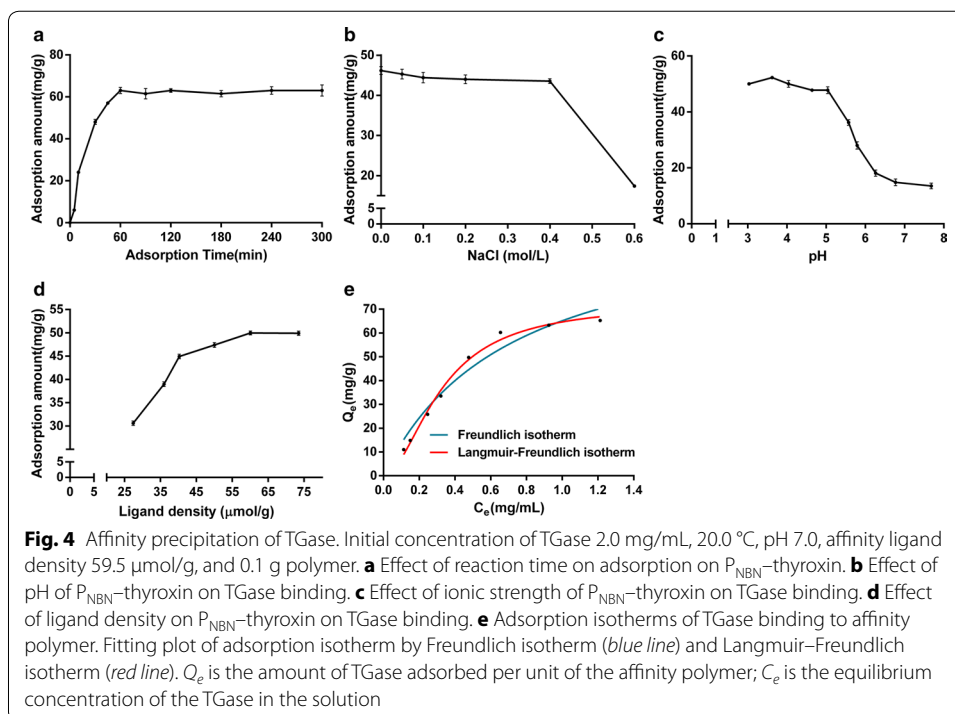 a
Adsorption amount(mg/g)
80
60
40
20
0
0 60 120 180 240 300
Adsorption Time(min)
b
Adsorption amount(mg/g)
50
40
30
20
5
0
0.0 0.1 0.2 0.3 0.4 0.5 0.6
NaCl (mol/L)
c
Adsorption amount(mg/g)
60
40
20
0
0 1 2 3 4 5 6 7 8
pH
d
Adsorption amount(mg/g)
55
50
45
40
35
30
5
0
0 5 25 35 45 55 65 75
Ligand density (μmol/g)
e
Qe(mg/g)
70
60
50
40
30
20
10
0
Freundlich isotherm
Langmuir-Freundlich isotherm
0.0 0.2 0.4 0.6 0.8 1.0 1.2 1.4
Ce(mg/mL)
Fig. 4 Affinity precipitation of TGase. Initial concentration of TGase 2.0 mg/mL, 20.0 °C, pH 7.0, affinity ligand
density 59.5 μmol/g, and 0.1 g polymer. a Effect of reaction time on adsorption on PNBN–thyroxin. b Effect of
pH of PNBN–thyroxin on TGase binding. c Effect of ionic strength of PNBN–thyroxin on TGase binding. d Effect
of ligand density on PNBN–thyroxin on TGase binding. e Adsorption isotherms of TGase binding to affinity
polymer. Fitting plot of adsorption isotherm by Freundlich isotherm (blue line) and Langmuir–Freundlich
isotherm (red line). Qe is the amount of TGase adsorbed per unit of the affinity polymer; Ce is the equilibrium
concentration of the TGase in the solution